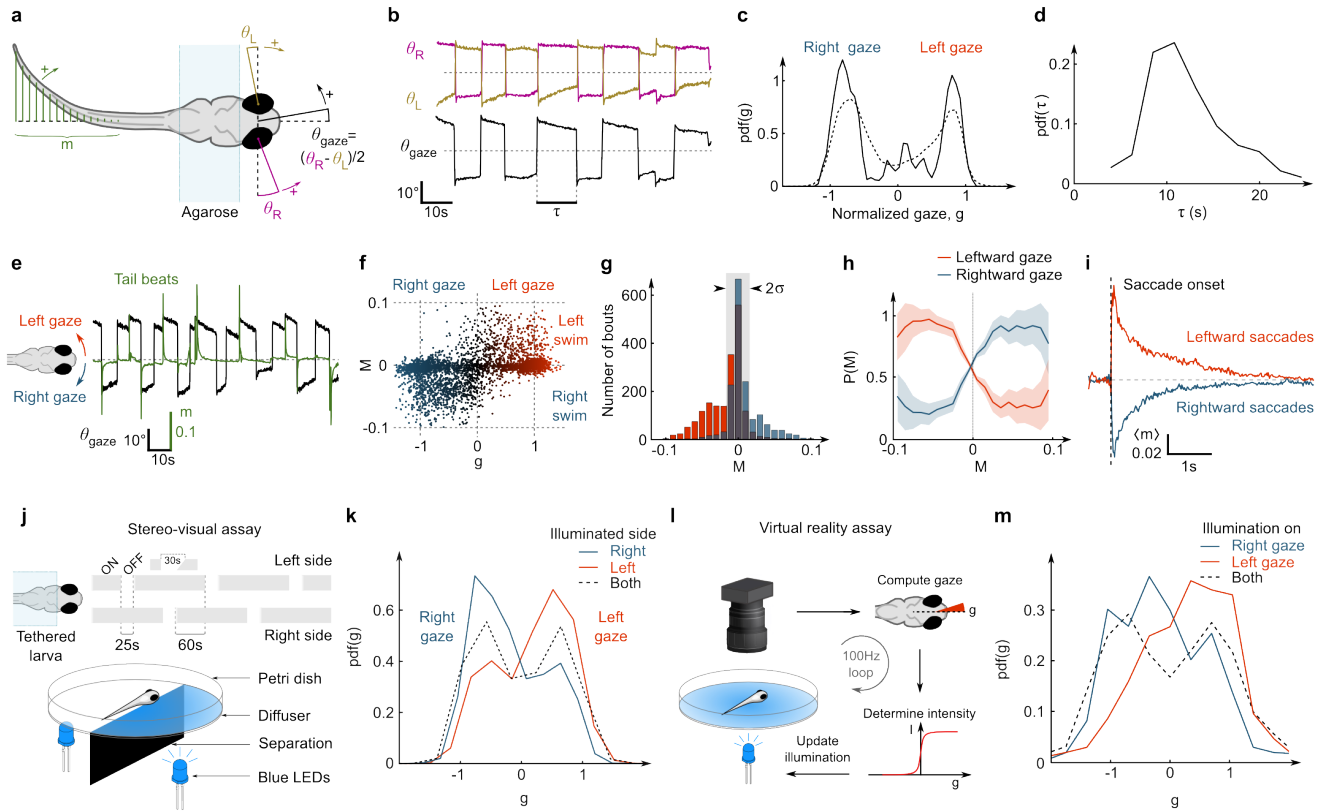 a
θL
+
+
+
m
θgaze=
(θR- θL)/2
+
θR
Agarose
b
θR
θL
θgaze
10°
10s
τ
c
Right gaze
Left gaze
pdf(g)
1
0.5
0
-1
0
1
Normalized gaze, g
d
pdf(τ)
0.2
0.1
0
0
10
20
τ (s)
e
Tail beats
Left gaze
Right gaze
m
0.1
θgaze
10°
10s
f
Right gaze
Left gaze
0.1
M
0
-0.1
Left
swim
Right
swim
-1
0
1
g
g
2σ
Number of bouts
600
400
200
0
-0.1
0
0.1
M
h
Leftward gaze
Rightward gaze
P(M)
1
0.5
0
-0.1
0
0.1
M
i
Saccade onset
Leftward saccades
Rightward saccades
⟨m⟩
0.02
1s
j
Stereo-visual assay
ON
OFF
30s
Left side
Right side
Tethered
larva
25s
60s
Petri dish
Diffuser
Separation
Blue LEDs
k
Illuminated side
Right
Left
Both
Right
gaze
Left
gaze
pdf(g)
0.6
0.4
0.2
0
-1
0
1
g
l
Virtual reality assay
Compute gaze
g
100Hz
loop
Determine intensity
I
g
Update
illumination
m
Illumination on
Right gaze
Left gaze
Both
pdf(g)
0.3
0.2
0.1
0
-1
0
1
g